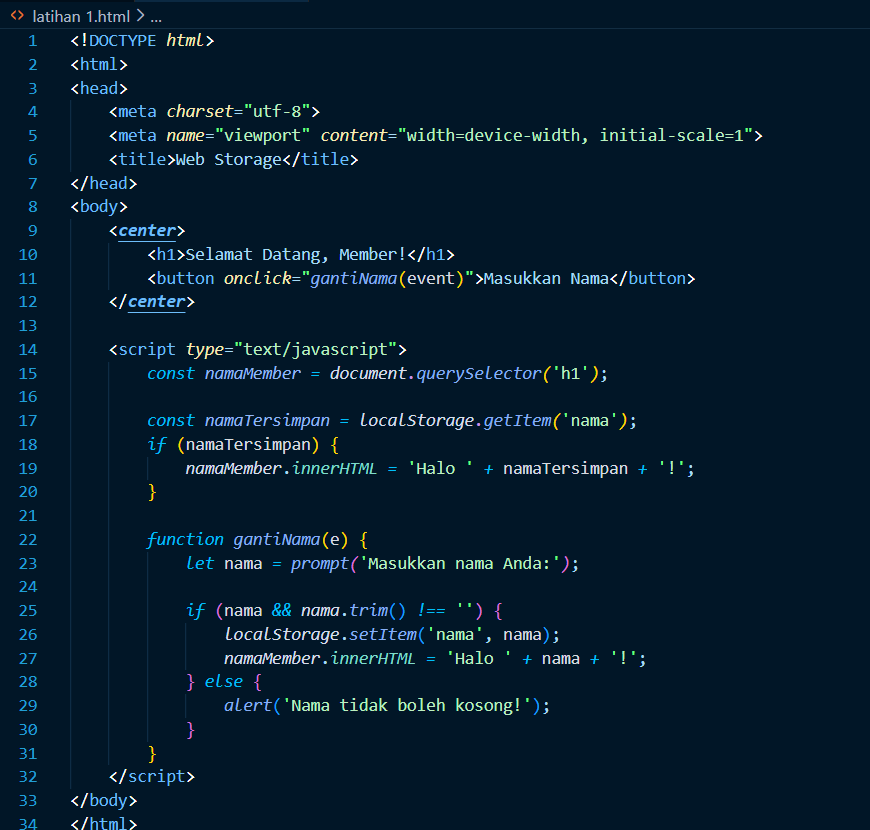 <> latihan 1.html > ...
1 <!DOCTYPE html>
2 <html>
3 <head>
4     <meta charset="utf-8">
5     <meta name="viewport" content="width=device-width, initial-scale=1">
6     <title>Web Storage</title>
7 </head>
8 <body>
9     <center>
10         <h1>Selamat Datang, Member!</h1>
11         <button onclick="gantiNama(event)">Masukkan Nama</button>
12     </center>
13
14     <script type="text/javascript">
15         const namaMember = document.querySelector('h1');
16
17         const namaTersimpan = localStorage.getItem('nama');
18         if (namaTersimpan) {
19             namaMember.innerHTML = 'Halo ' + namaTersimpan + '!';
20         }
21
22         function gantiNama(e) {
23             let nama = prompt('Masukkan nama Anda:');
24
25             if (nama && nama.trim() !== '') {
26                 localStorage.setItem('nama', nama);
27                 namaMember.innerHTML = 'Halo ' + nama + '!';
28             } else {
29                 alert('Nama tidak boleh kosong!');
30             }
31         }
32     </script>
33 </body>
34 </html>